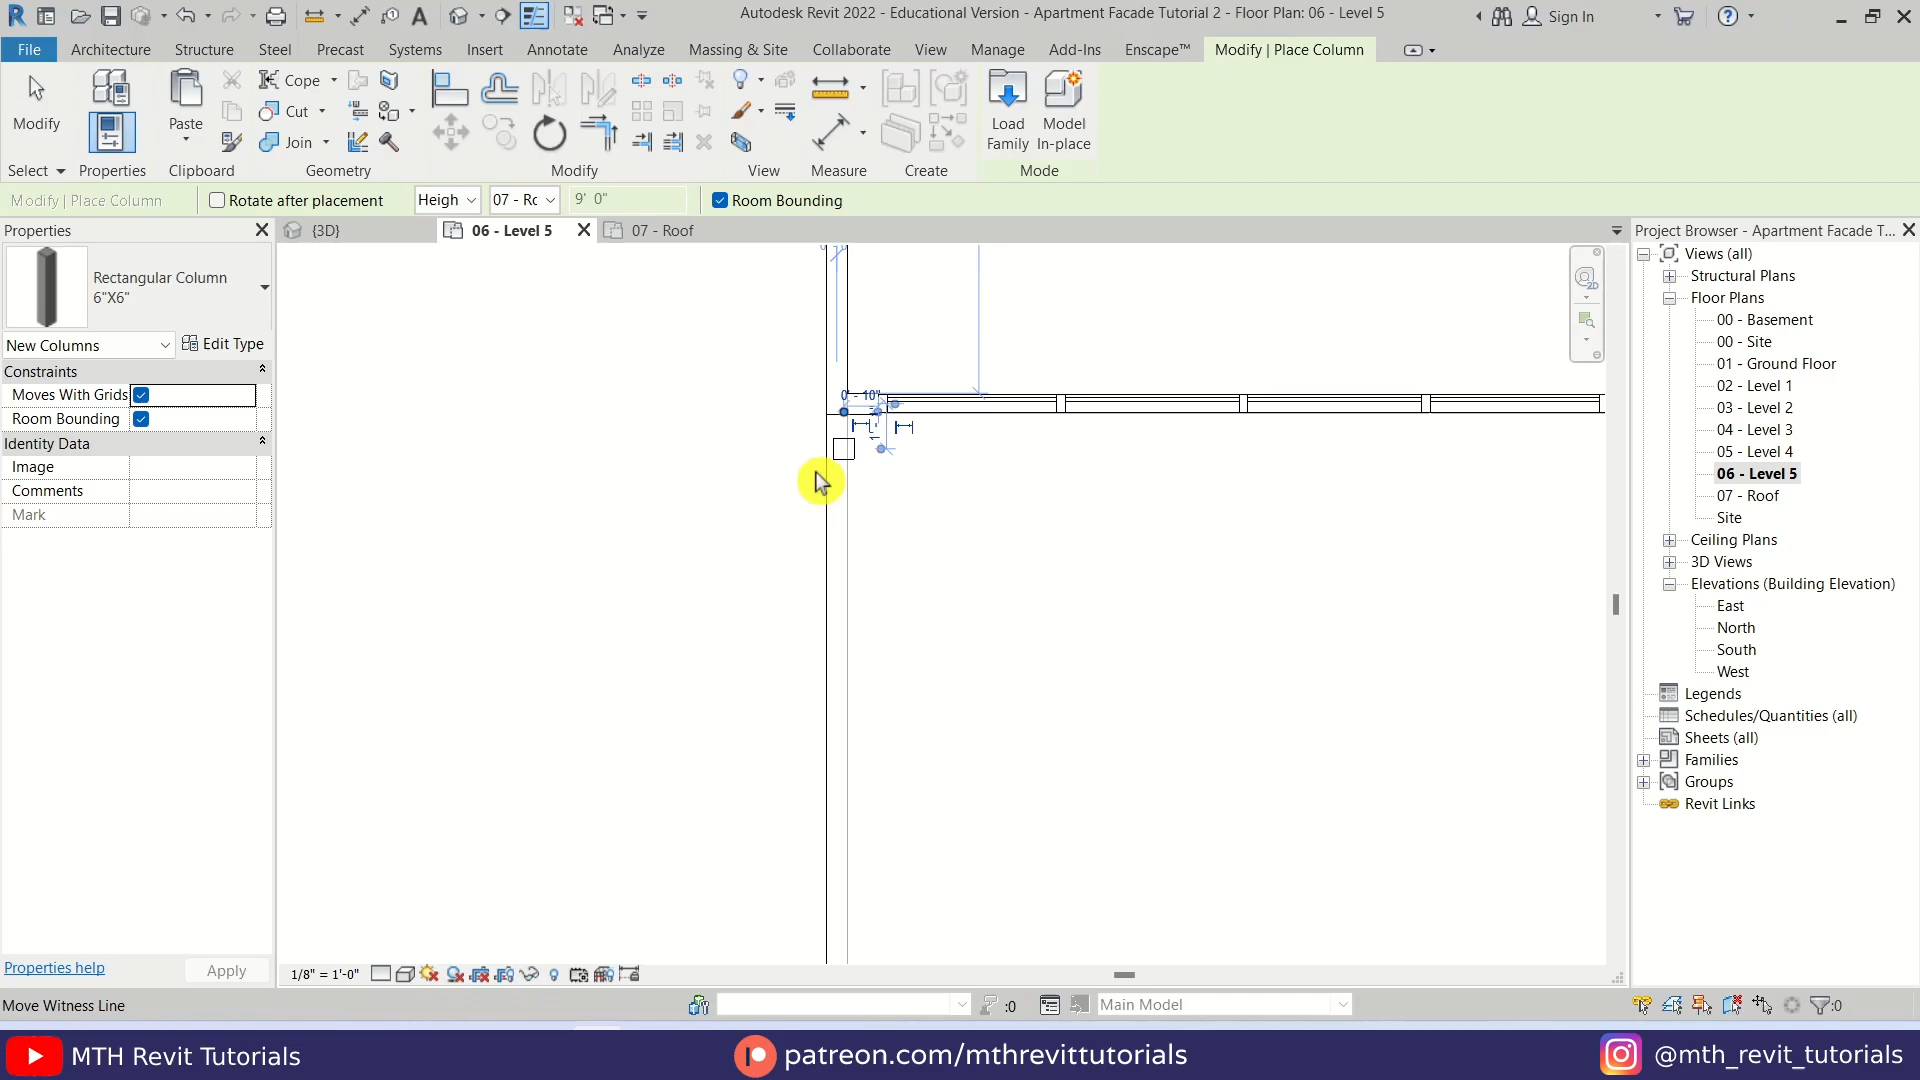 Autodesk Revit 2022 - Educational Version - Apartment Facade Tutorial 2 - Floor Plan: 06 - Level 5
Sign In
File Architecture Structure Steel Precast Systems Insert Annotate Analyze Massing & Site Collaborate View Manage Add-Ins Enscape™ Modify | Place Column
Modify
Paste
Cope
Cut
Join
Load Family
Model In-place
Select Properties Clipboard Geometry Modify View Measure Create Mode
Modify | Place Column Rotate after placement Heigh 07 - Rc 9' 0" Room Bounding
Properties
{3D} 06 - Level 5 07 - Roof
Project Browser - Apartment Facade T...
Rectangular Column
6"X6"
New Columns Edit Type
Constraints
Moves With Grids
Room Bounding
Identity Data
Image
Comments
Mark
Properties help Apply
0' - 10"
Views (all)
Structural Plans
Floor Plans
00 - Basement
00 - Site
01 - Ground Floor
02 - Level 1
03 - Level 2
04 - Level 3
05 - Level 4
06 - Level 5
07 - Roof
Site
Ceiling Plans
3D Views
Elevations (Building Elevation)
East
North
South
West
Legends
Schedules/Quantities (all)
Sheets (all)
Families
Groups
Revit Links
1/8" = 1'-0"
Move Witness Line :0 Main Model :0
MTH Revit Tutorials patreon.com/mthrevittutorials @mth_revit_tutorials